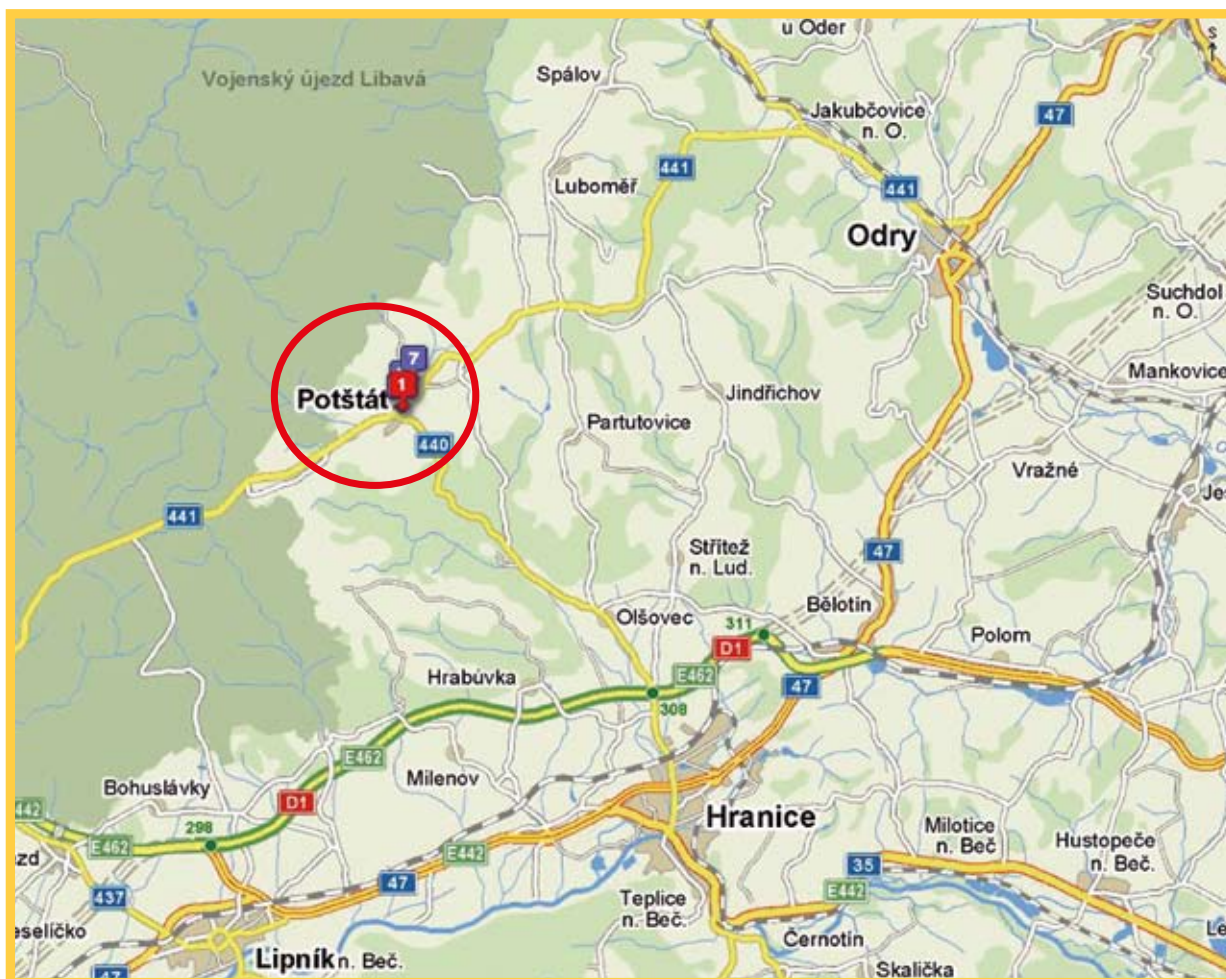 u Oder
S
Vojenský újezd Libavá
Spálov
Jakubčovice
n. O.
47
441
Luboměř
441
Odry
Suchdol
n. O.
7
1
Potštát
Mankovice
Jindřichov
Partutovice
440
Vražné
441
47
Střítež
n. Lud.
Bělotín
Olšovec
311
Polom
D1
E462
Hrabůvka
47
308
E462
Milenov
Bohuslávky
D1
442
298
Hranice
E462
E442
Milotice
n. Beč
Hustopeče
n. Beč.
35
47
E442
437
Teplice
n. Beč.
Černotín
Lipník n. Beč.
47
Skalička